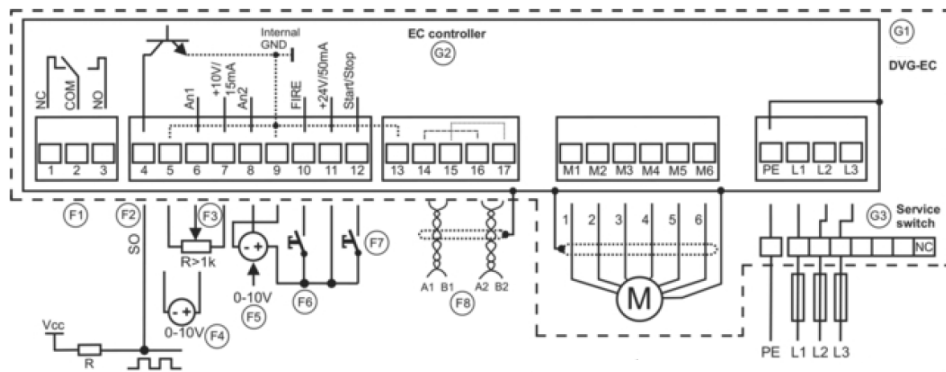 G1
Internal
GND
EC controller
G2
DVG-EC
NC
COM
NO
An1
+10V/
15mA
An2
FIRE
+24V/50mA
Start/Stop
1 2 3
4 5 6 7 8 9 10 11 12
13 14 15 16 17
M1 M2 M3 M4 M5 M6
PE L1 L2 L3
F1
F2
F3
F7
G3
Service
switch
SO
R>1k
1 2 3 4 5 6
NC
0-10V
F5
F6
A1 B1
A2 B2
F8
M
0-10V
F4
Vcc
R
PE L1 L2 L3